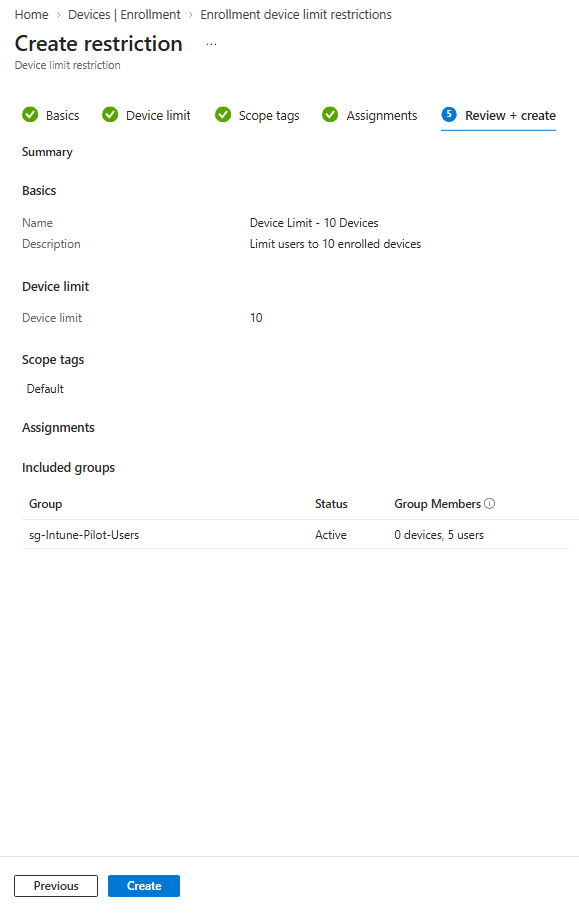 Home > Devices | Enrollment > Enrollment device limit restrictions
Create restriction ...
Device limit restriction
Basics Device limit Scope tags Assignments 5 Review + create
Summary
Basics
Name Device Limit - 10 Devices
Description Limit users to 10 enrolled devices
Device limit
Device limit 10
Scope tags
Default
Assignments
Included groups
Group Status Group Members
sg-Intune-Pilot-Users Active 0 devices, 5 users
Previous Create